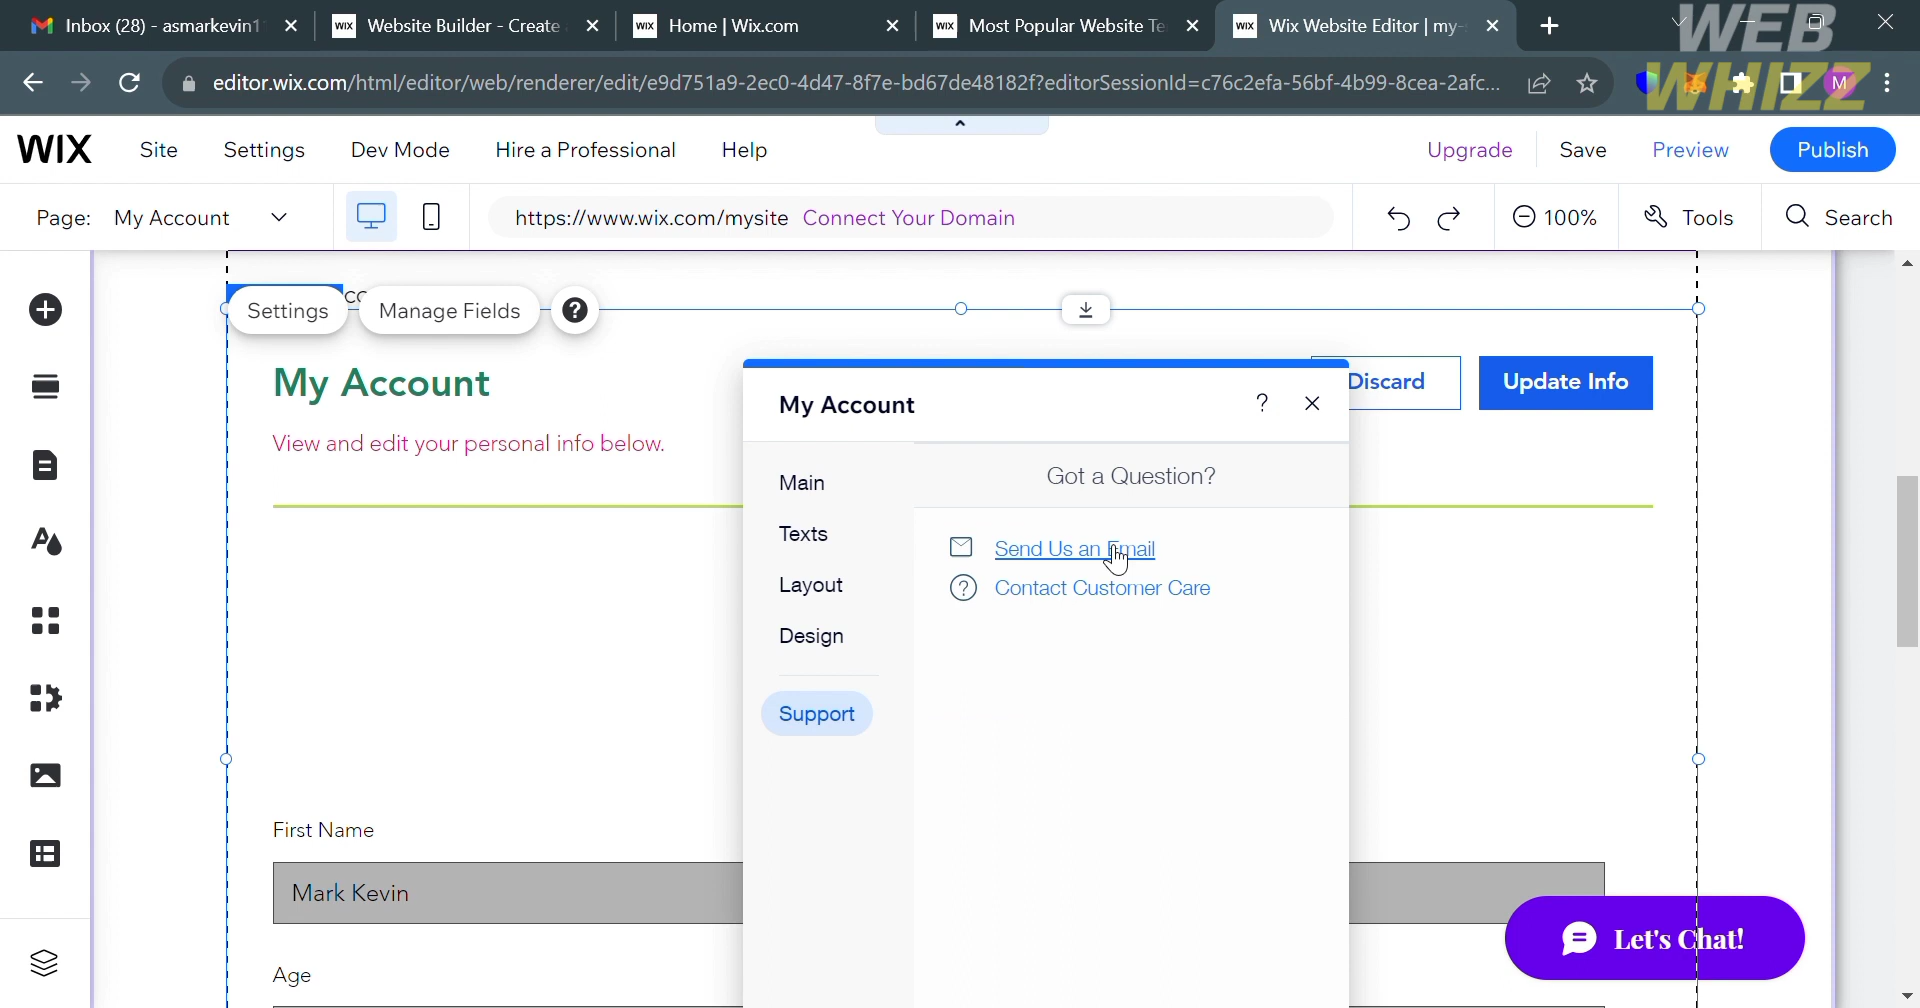 Inbox (28) - asmarkevin1
Website Builder - Create
Home | Wix.com
Most Popular Website Te
Wix Website Editor | my-
WEB
WHIZZ
editor.wix.com/html/editor/web/renderer/edit/e9d751a9-2ec0-4d47-8f7e-bd67de48182f?editorSessionId=c76c2efa-56bf-4b99-8cea-2afc...
M
WIX
Site
Settings
Dev Mode
Hire a Professional
Help
Upgrade
Save
Preview
Publish
Page: My Account
https://www.wix.com/mysite Connect Your Domain
100%
Tools
Search
Settings
Manage Fields
?
My Account
View and edit your personal info below.
Discard
Update Info
My Account
?
Main
Texts
Layout
Design
Support
Got a Question?
Send Us an Email
Contact Customer Care
First Name
Mark Kevin
Age
Let's Chat!